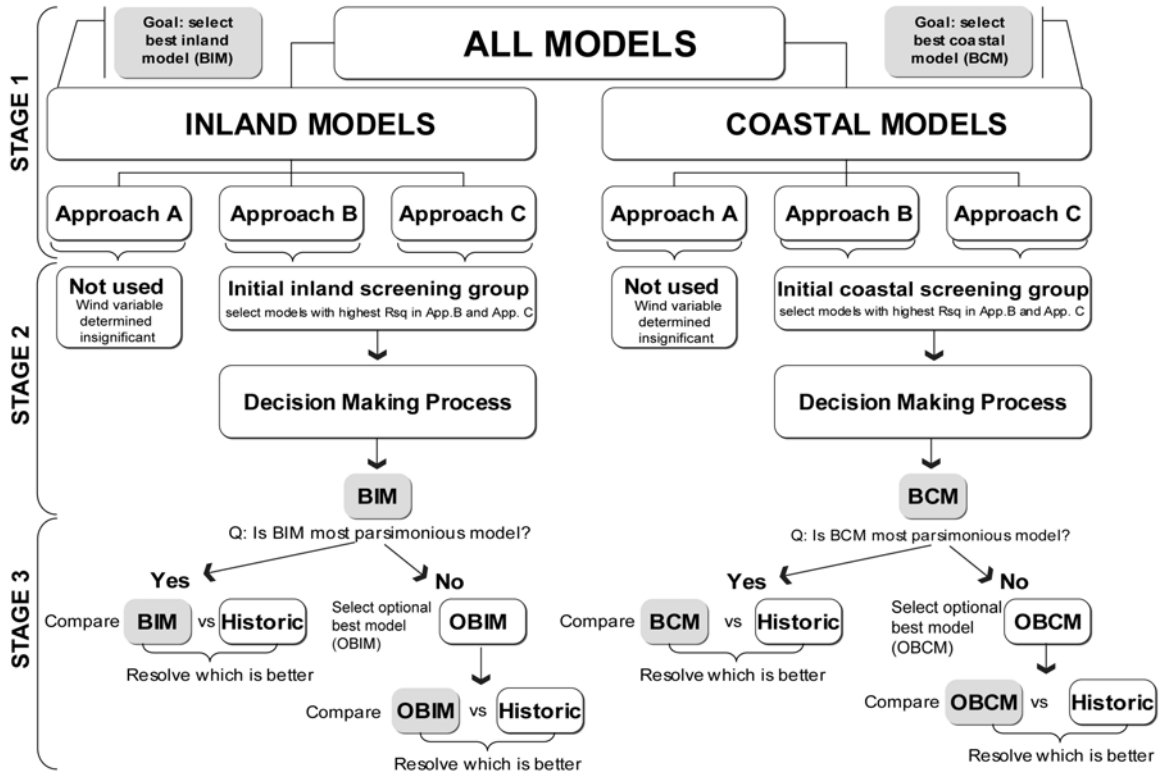 STAGE 1
Goal: select
best inland
model (BIM)
ALL MODELS
Goal: select
best coastal
model (BCM)
INLAND MODELS
COASTAL MODELS
Approach A
Approach B
Approach C
Approach A
Approach B
Approach C
STAGE 2
Not used
Wind variable
determined
insignificant
Initial inland screening group
select models with highest Rsq in App.B and App. C
Not used
Wind variable
determined
insignificant
Initial coastal screening group
select models with highest Rsq in App.B and App. C
Decision Making Process
Decision Making Process
BIM
BCM
STAGE 3
Q: Is BIM most parsimonious model?
Yes
No
Compare BIM vs Historic
Resolve which is better
Select optional
best model
(OBIM)
OBIM
Compare OBIM vs Historic
Resolve which is better
Q: Is BCM most parsimonious model?
Yes
No
Compare BCM vs Historic
Resolve which is better
Select optional
best model
(OBCM)
OBCM
Compare OBCM vs Historic
Resolve which is better